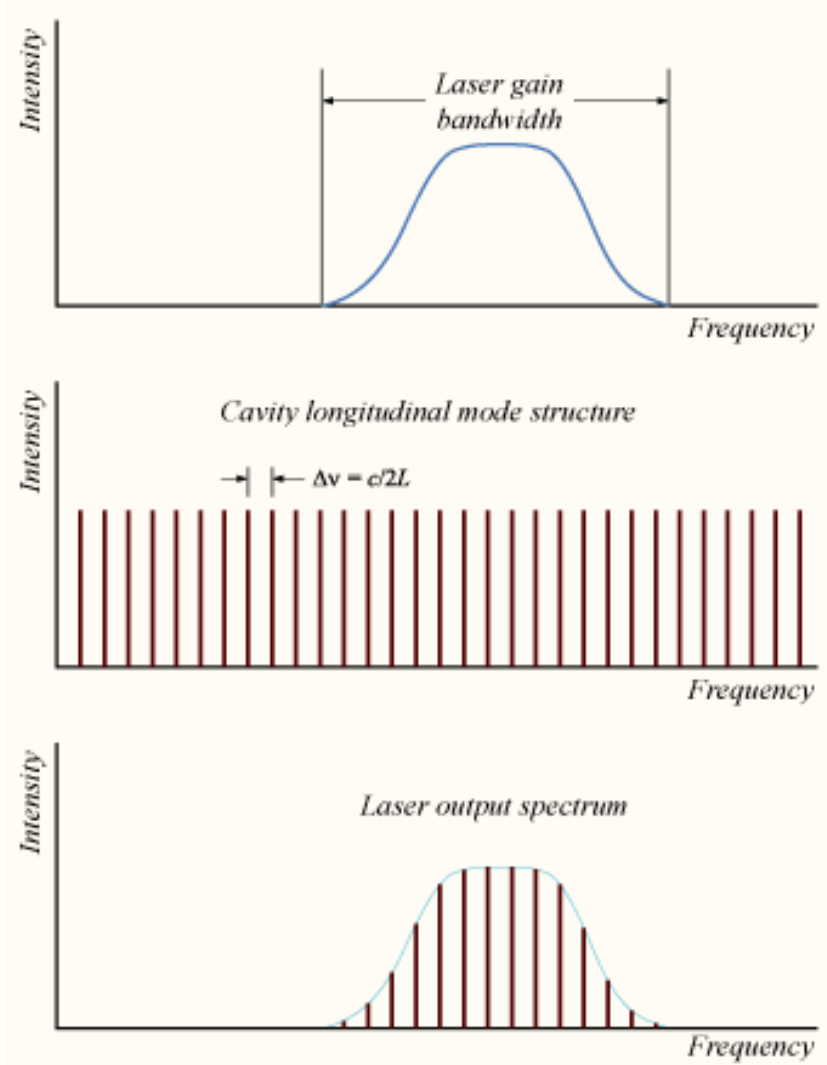 Intensity
Laser gain
bandwidth
Frequency
Intensity
Cavity longitudinal mode structure
Δν = c/2L
Frequency
Intensity
Laser output spectrum
Frequency